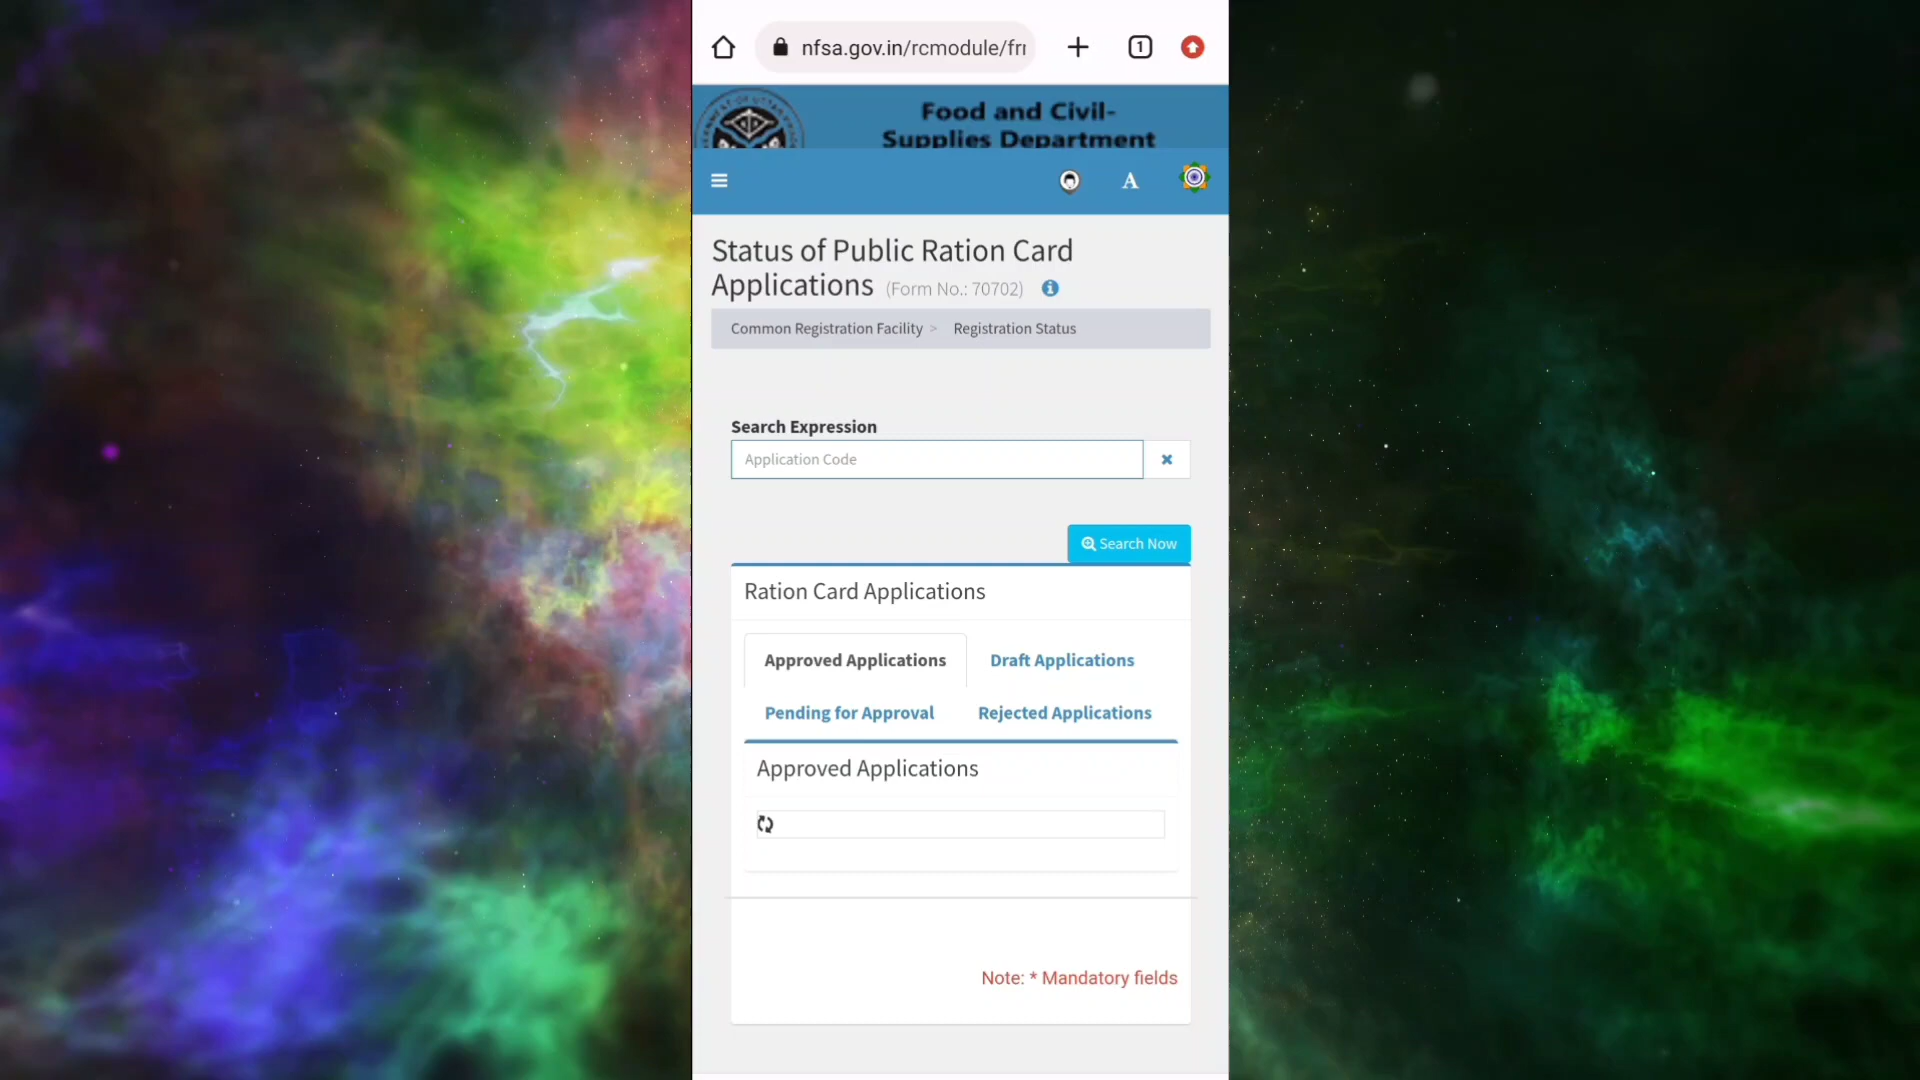 nfsa.gov.in/rcmodule/frı
1
Food and Civil-
Supplies Department
A
Status of Public Ration Card
Applications (Form No.: 70702)
Common Registration Facility > Registration Status
Search Expression
Application Code
Search Now
Ration Card Applications
Approved Applications Draft Applications
Pending for Approval Rejected Applications
Approved Applications
Note: * Mandatory fields